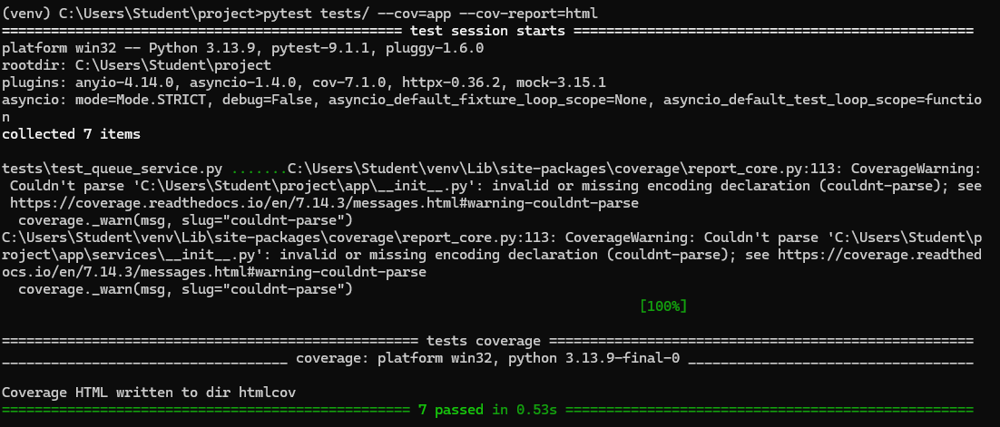 (venv) C:\Users\Student\project>pytest tests/ --cov=app --cov-report=html
================================================= test session starts =================================================
platform win32 -- Python 3.13.9, pytest-9.1.1, pluggy-1.6.0
rootdir: C:\Users\Student\project
plugins: anyio-4.14.0, asyncio-1.4.0, cov-7.1.0, httpx-0.36.2, mock-3.15.1
asyncio: mode=Mode.STRICT, debug=False, asyncio_default_fixture_loop_scope=None, asyncio_default_test_loop_scope=functio
n
collected 7 items

tests\test_queue_service.py .......C:\Users\Student\venv\Lib\site-packages\coverage\report_core.py:113: CoverageWarning:
 Couldn't parse 'C:\Users\Student\project\app\__init__.py': invalid or missing encoding declaration (couldnt-parse); see
 https://coverage.readthedocs.io/en/7.14.3/messages.html#warning-couldnt-parse
  coverage._warn(msg, slug="couldnt-parse")
C:\Users\Student\venv\Lib\site-packages\coverage\report_core.py:113: CoverageWarning: Couldn't parse 'C:\Users\Student\p
roject\app\services\__init__.py': invalid or missing encoding declaration (couldnt-parse); see https://coverage.readthed
ocs.io/en/7.14.3/messages.html#warning-couldnt-parse
  coverage._warn(msg, slug="couldnt-parse")
                                                                              [100%]

=================================================== tests coverage ====================================================
___________________________________ coverage: platform win32, python 3.13.9-final-0 ___________________________________

Coverage HTML written to dir htmlcov
================================================== 7 passed in 0.53s ==================================================